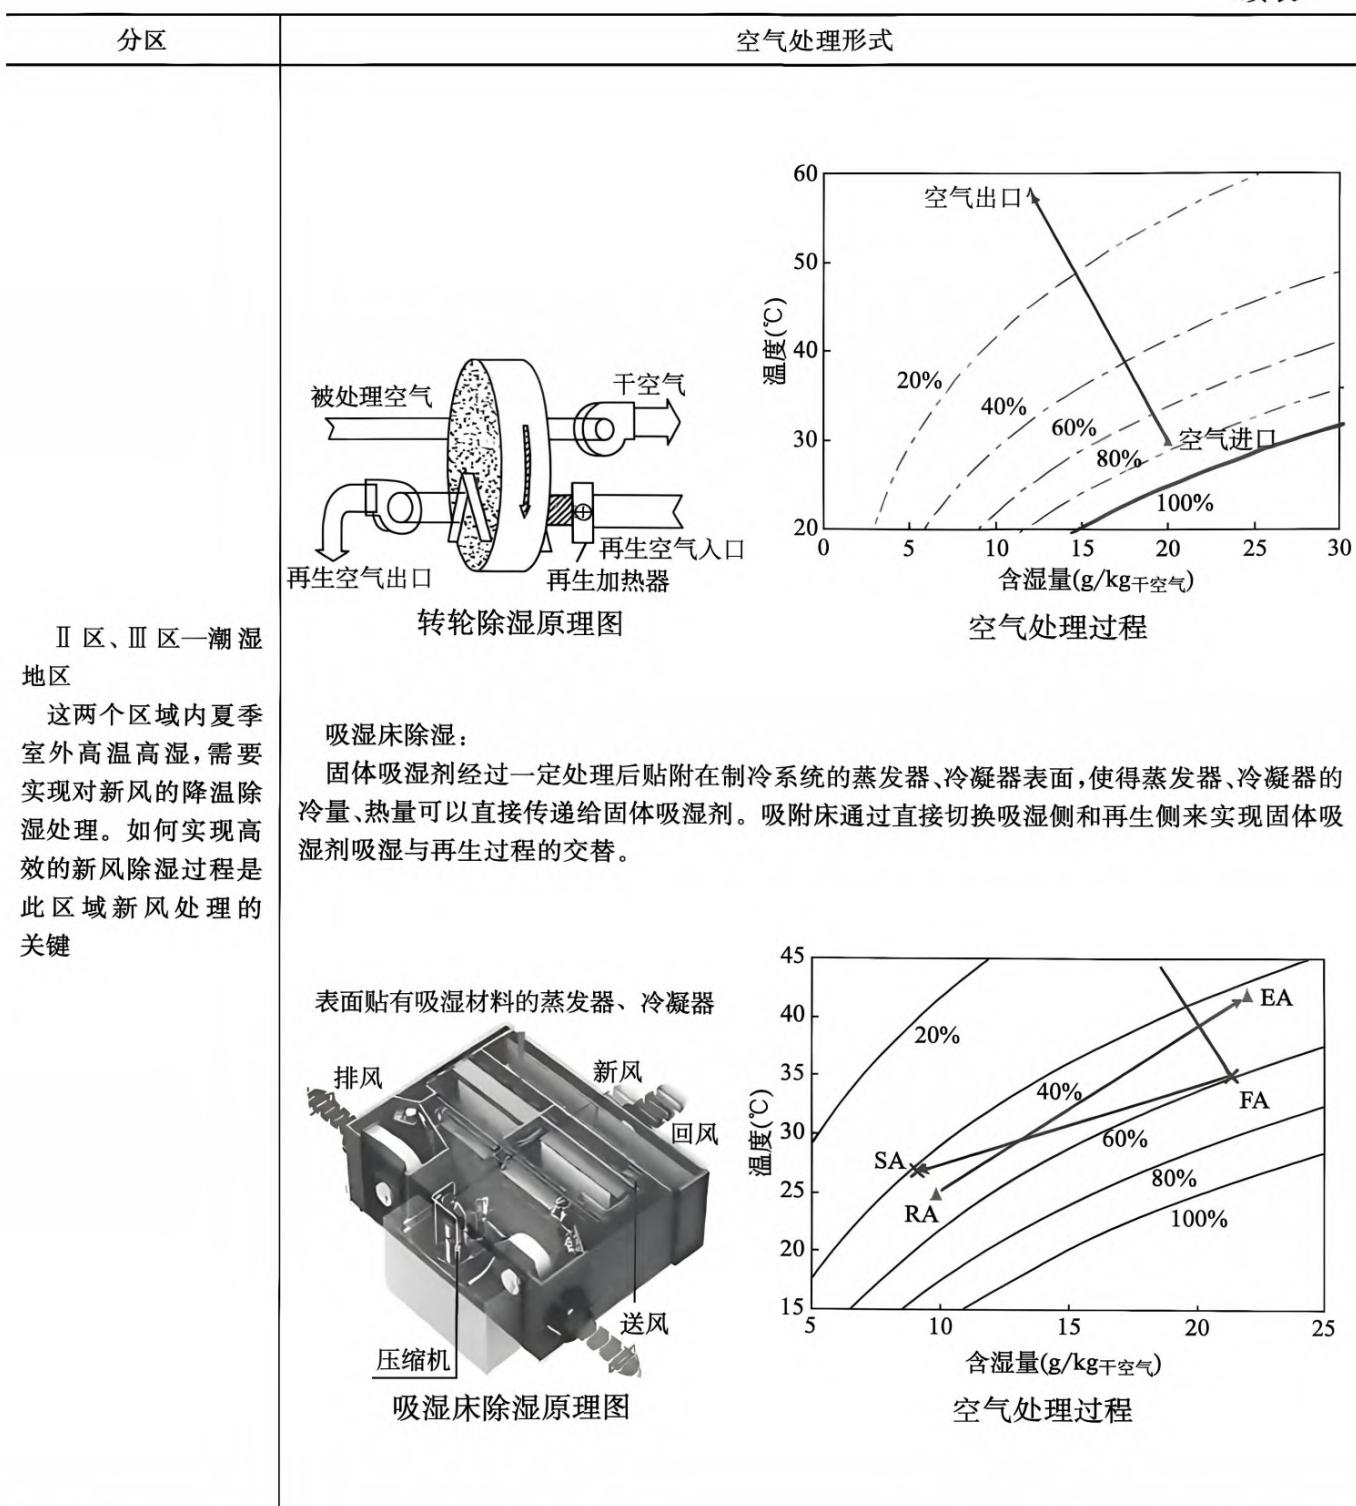 分区
空气处理形式
Ⅱ区、Ⅲ区—潮湿
地区
这两个区域内夏季
室外高温高湿,需要
实现对新风的降温除
湿处理。如何实现高
效的新风除湿过程是
此区域新风处理的
关键
被处理空气
干空气
再生空气入口
再生空气出口
再生加热器
转轮除湿原理图
60
50
40
30
20
温度(℃)
空气出口
20%
40%
60%
80%
空气进口
100%
0 5 10 15 20 25 30
含湿量(g/kg干空气)
空气处理过程
吸湿床除湿:
固体吸湿剂经过一定处理后贴附在制冷系统的蒸发器、冷凝器表面,使得蒸发器、冷凝器的
冷量、热量可以直接传递给固体吸湿剂。吸附床通过直接切换吸湿侧和再生侧来实现固体吸
湿剂吸湿与再生过程的交替。
表面贴有吸湿材料的蒸发器、冷凝器
排风
新风
回风
送风
压缩机
吸湿床除湿原理图
45
40
35
30
25
20
15
温度(℃)
EA
20%
40%
FA
60%
SA
80%
RA
100%
5 10 15 20 25
含湿量(g/kg干空气)
空气处理过程